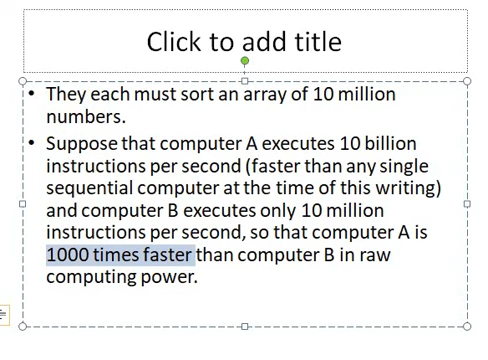 Click to add title
• They each must sort an array of 10 million
numbers.
• Suppose that computer A executes 10 billion
instructions per second (faster than any single
sequential computer at the time of this writing)
and computer B executes only 10 million
instructions per second, so that computer A is
1000 times faster than computer B in raw
computing power.